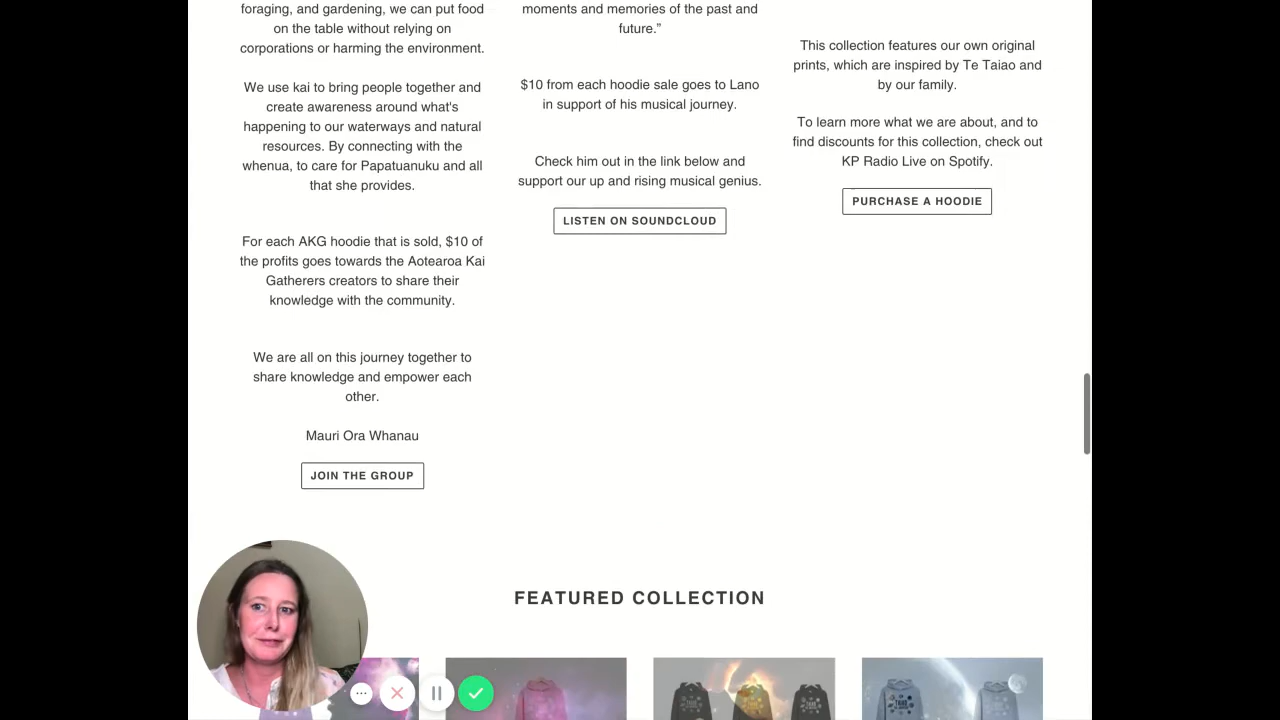 foraging, and gardening, we can put food
on the table without relying on
corporations or harming the environment.
We use kai to bring people together and
create awareness around what's
happening to our waterways and natural
resources. By connecting with the
whenua, to care for Papatuanuku and all
that she provides.
For each AKG hoodie that is sold, $10 of
the profits goes towards the Aotearoa Kai
Gatherers creators to share their
knowledge with the community.
We are all on this journey together to
share knowledge and empower each
other.
Mauri Ora Whanau
JOIN THE GROUP
moments and memories of the past and
future.”
$10 from each hoodie sale goes to Lano
in support of his musical journey.
Check him out in the link below and
support our up and rising musical genius.
LISTEN ON SOUNDCLOUD
This collection features our own original
prints, which are inspired by Te Taiao and
by our family.
To learn more what we are about, and to
find discounts for this collection, check out
KP Radio Live on Spotify.
PURCHASE A HOODIE
FEATURED COLLECTION